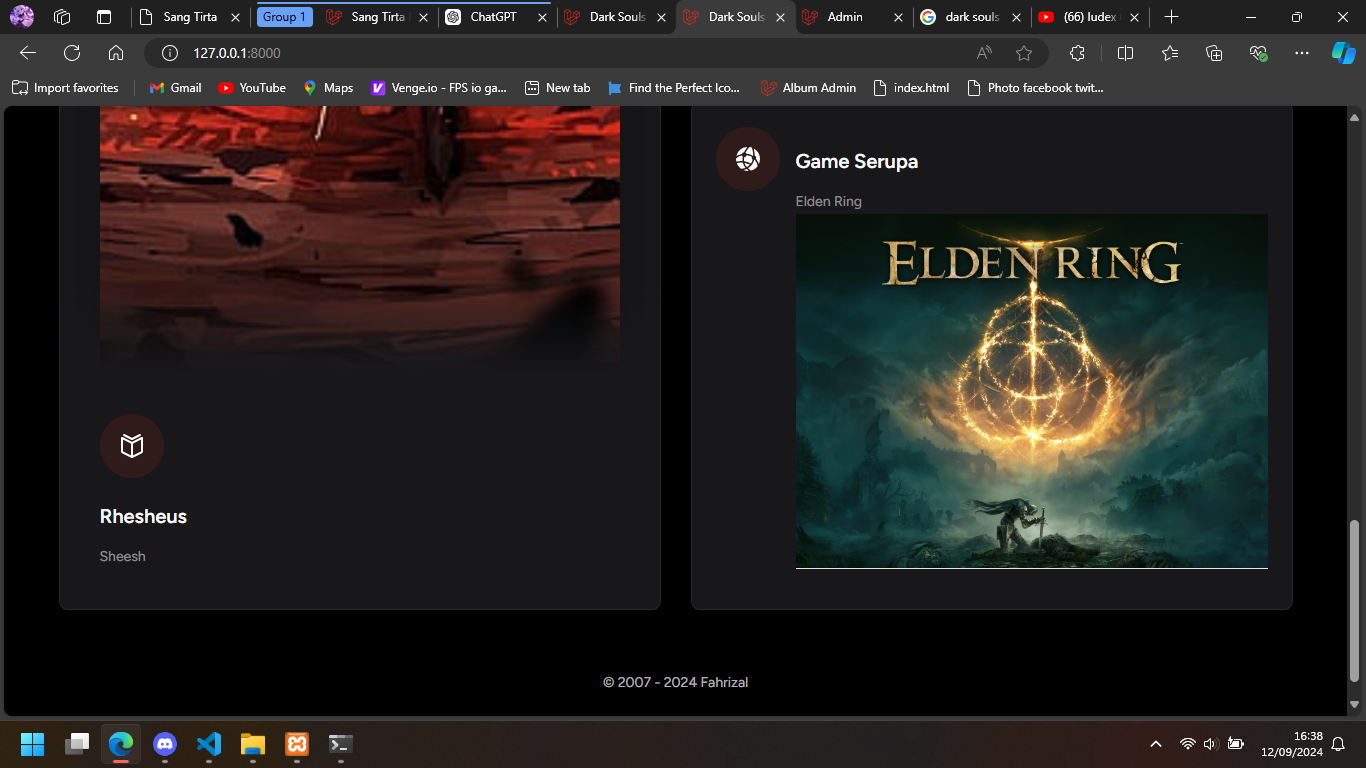 Sang Tirta
Group 1
Sang Tirta
ChatGPT
Dark Souls
Dark Souls
Admin
dark souls
(66) Iudex
127.0.0.1:8000
Import favorites
Gmail
YouTube
Maps
Venge.io - FPS io ga...
New tab
Find the Perfect Ico...
Album Admin
index.html
Photo facebook twit...
Game Serupa
Elden Ring
ELDEN RING
Rhesheus
Sheesh
© 2007 - 2024 Fahrizal
16:38
12/09/2024